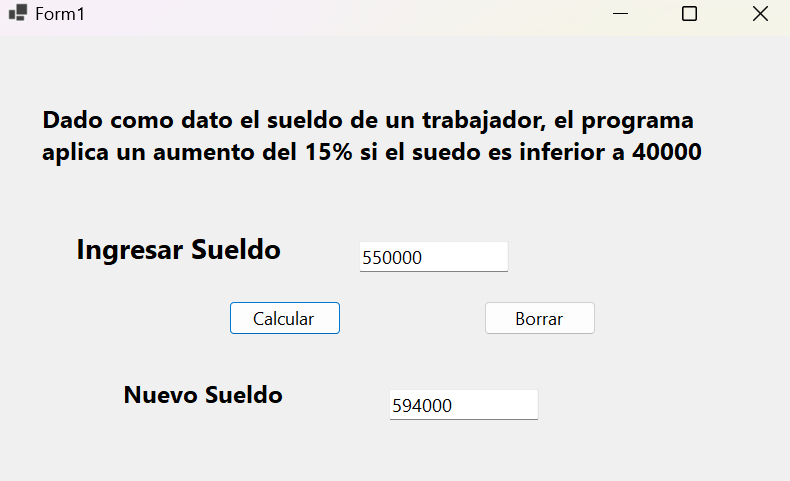 Form1
Dado como dato el sueldo de un trabajador, el programa
aplica un aumento del 15% si el suedo es inferior a 40000
Ingresar Sueldo 550000
Calcular Borrar
Nuevo Sueldo 594000